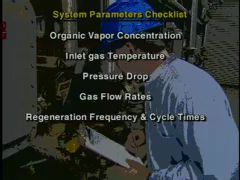 System Parameters Checklist
Organic Vapor Concentration
Inlet gas Temperature
Pressure Drop
Gas Flow Rates
Regeneration Frequency & Cycle Times